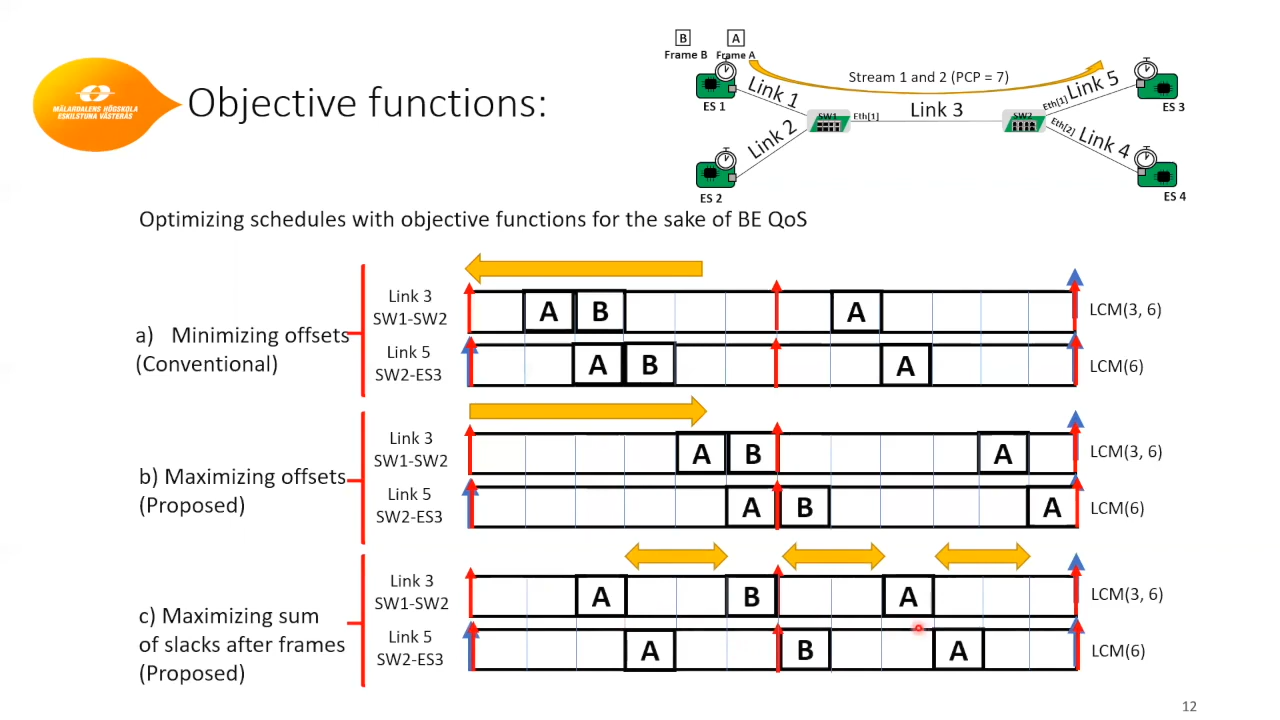 B
A
Frame B
Frame A
Stream 1 and 2 (PCP = 7)
Link 1
Link 5
ES 1
ES 3
SW1
Eth[1]
Link 3
SW2
Eth[1]
Eth[2]
Link 2
Link 4
ES 2
ES 4
MÄLARDALENS HÖGSKOLA
ESKILSTUNA VÄSTERÅS
Objective functions:
Optimizing schedules with objective functions for the sake of BE QoS
a) Minimizing offsets
(Conventional)
Link 3
SW1-SW2
A B A
LCM(3, 6)
Link 5
SW2-ES3
A B A
LCM(6)
b) Maximizing offsets
(Proposed)
Link 3
SW1-SW2
A B A
LCM(3, 6)
Link 5
SW2-ES3
A B A
LCM(6)
c) Maximizing sum
of slacks after frames
(Proposed)
Link 3
SW1-SW2
A B A
LCM(3, 6)
Link 5
SW2-ES3
A B A
LCM(6)
12